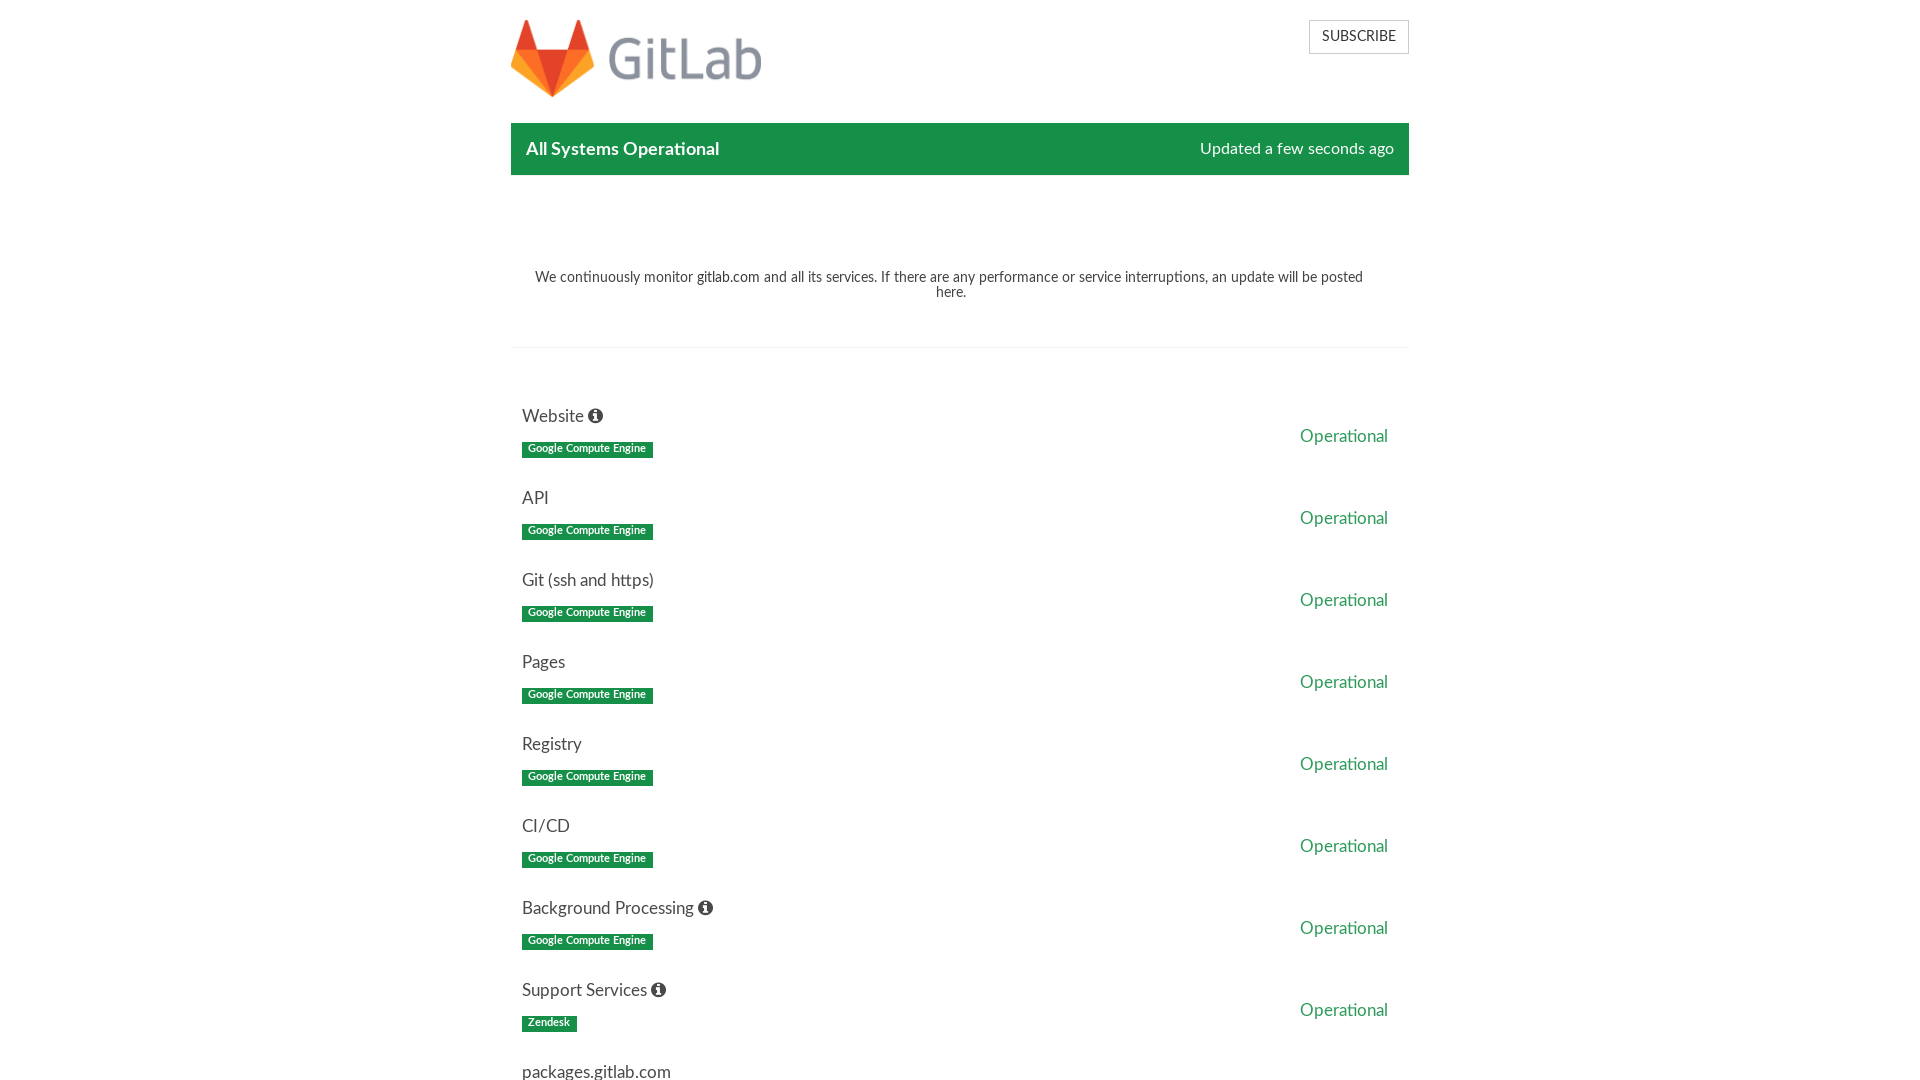 GitLab
SUBSCRIBE
All Systems Operational
Updated a few seconds ago
We continuously monitor gitlab.com and all its services. If there are any performance or service interruptions, an update will be posted
here.
Website
Google Compute Engine
Operational
API
Google Compute Engine
Operational
Git (ssh and https)
Google Compute Engine
Operational
Pages
Google Compute Engine
Operational
Registry
Google Compute Engine
Operational
CI/CD
Google Compute Engine
Operational
Background Processing
Google Compute Engine
Operational
Support Services
Zendesk
Operational
packages.gitlab.com